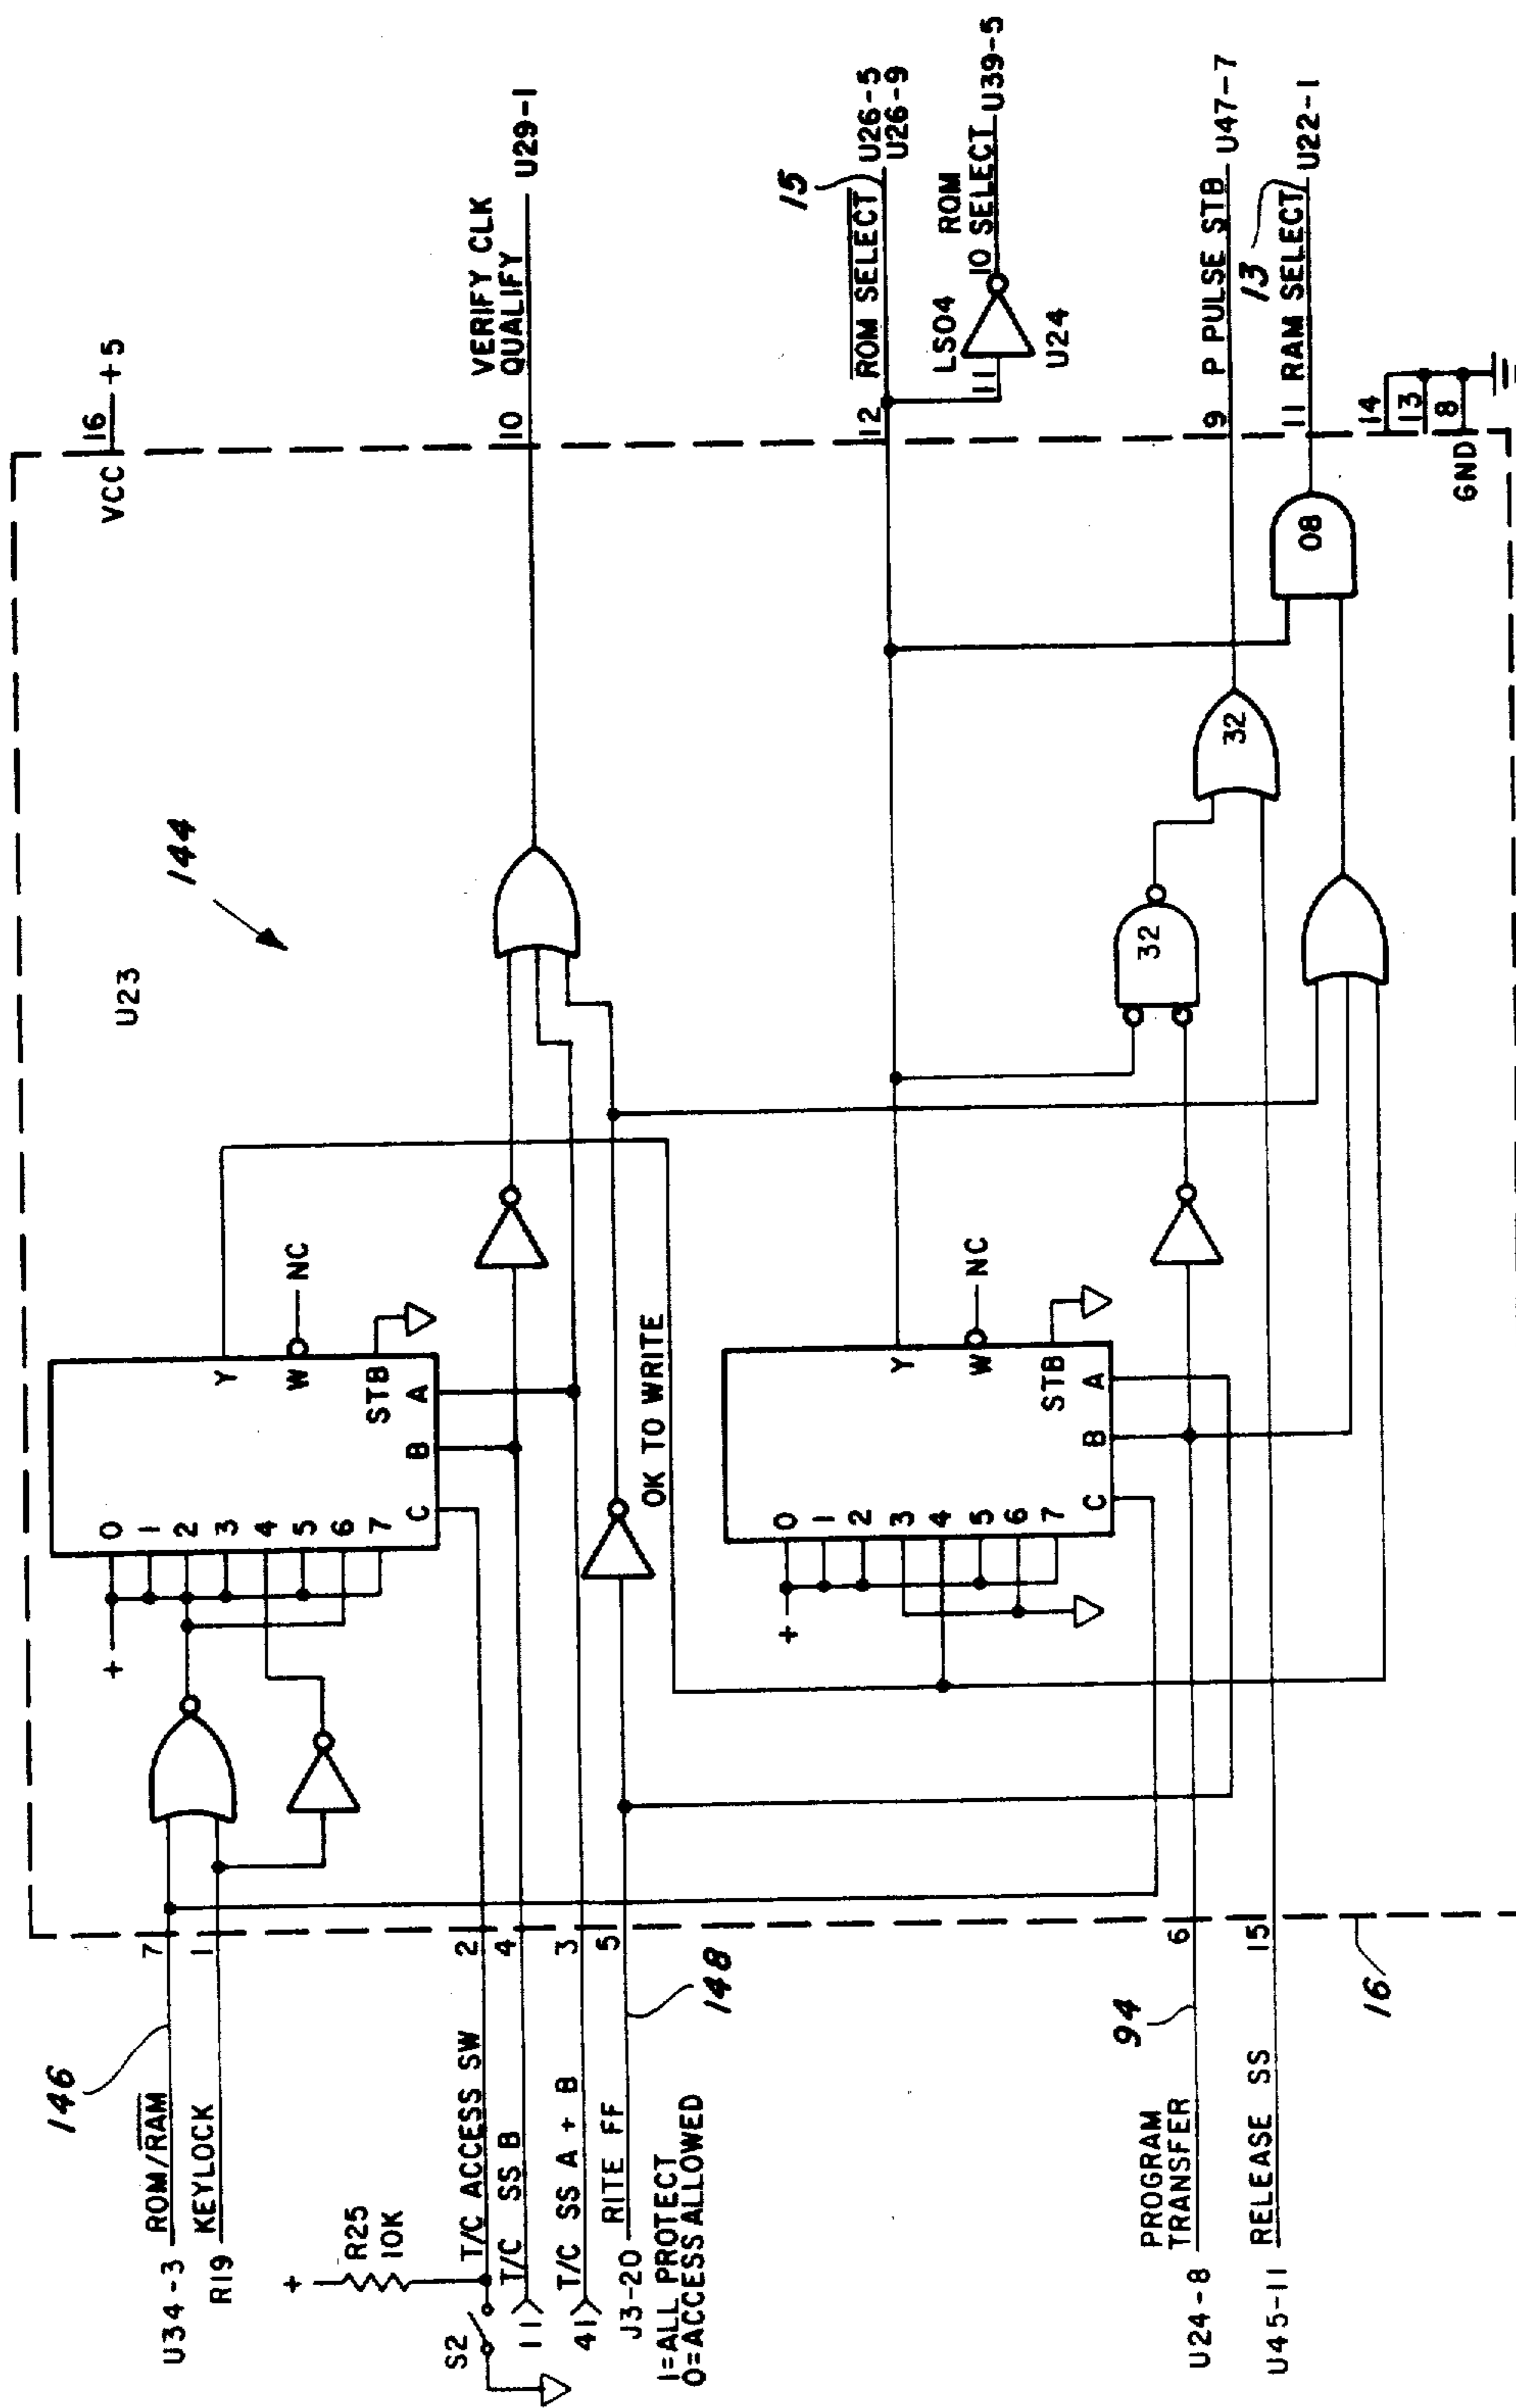 146
U34-3 ROM/RAM 7
R19 KEYLOCK 1
+
R25
10K
S2
T/C ACCESS SW 2
11 T/C SS B 4
41 T/C SS A + B 3
J3-20 RITE FF 5
1=ALL PROTECT
0=ACCESS ALLOWED
148
94
PROGRAM
TRANSFER
U24-8 6
U45-11 RELEASE SS 15
16
U23
144
+
0
1
2
3
4
5
6
7
Y
W NC
STB
C B A
OK TO WRITE
+
0
1
2
3
4
5
6
7
Y
W NC
STB
C B A
32
32
08
VCC 16 +5
10 VERIFY CLK
QUALIFY U29-1
12 ROM SELECT U26-5
U26-9
15
LS04
11 10
U24
ROM
SELECT U39-5
9 P PULSE STB U47-7
11 RAM SELECT U22-1
13
14
13
8
GND